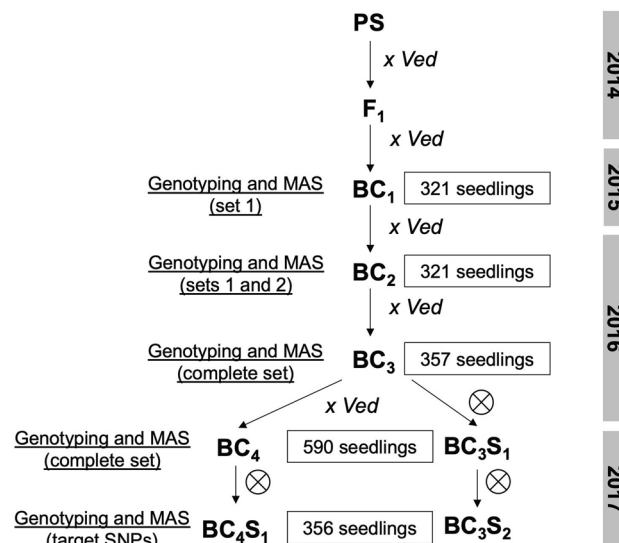 PS
x Ved
2014
F1
x Ved
Genotyping and MAS
(set 1)
BC1
321 seedlings
2015
x Ved
Genotyping and MAS
(sets 1 and 2)
BC2
321 seedlings
x Ved
2016
Genotyping and MAS
(complete set)
BC3
357 seedlings
x Ved
Genotyping and MAS
(complete set)
BC4
590 seedlings
BC3S1
2017
Genotyping and MAS
(target SNPs)
BC4S1
356 seedlings
BC3S2